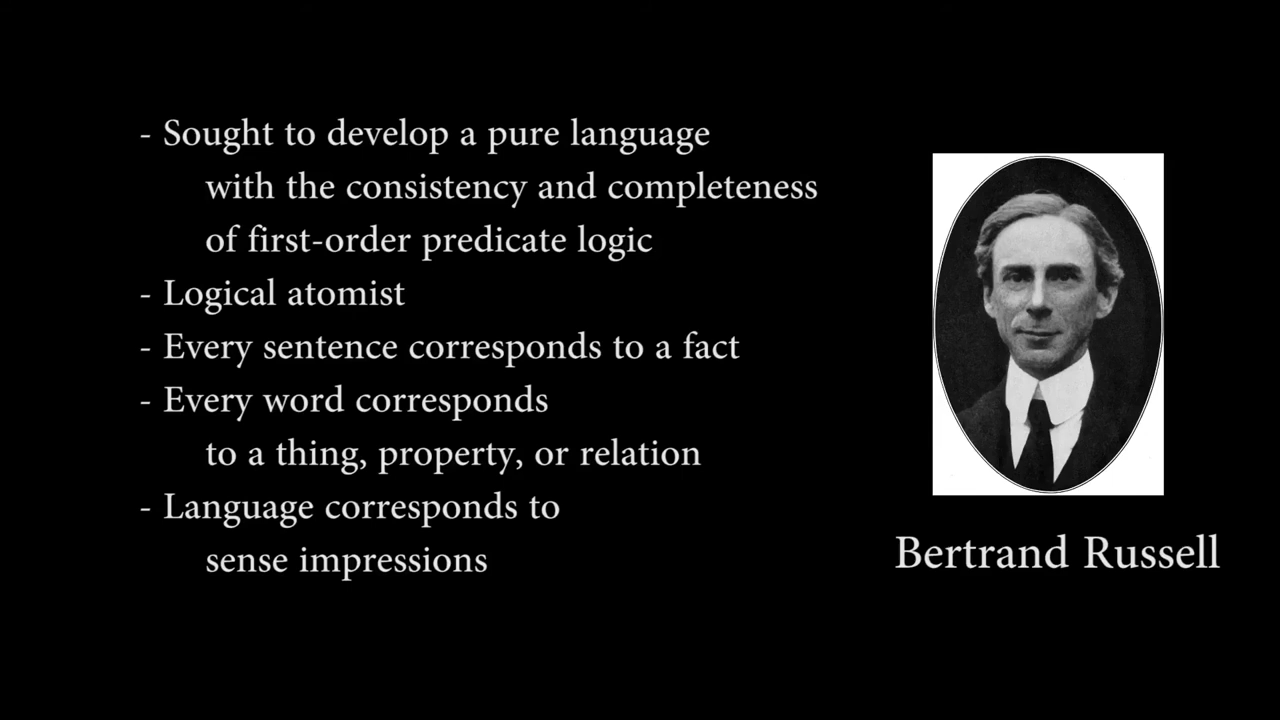 - Sought to develop a pure language
with the consistency and completeness
of first-order predicate logic
- Logical atomist
- Every sentence corresponds to a fact
- Every word corresponds
to a thing, property, or relation
- Language corresponds to
sense impressions
Bertrand Russell